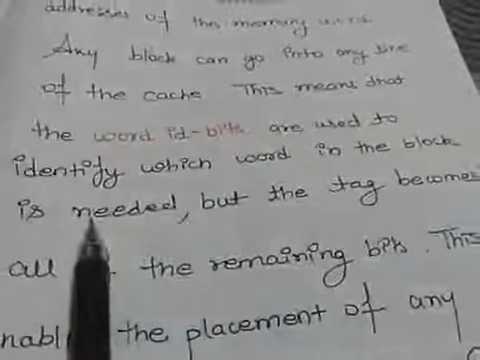 addresses of the memory word.
Any block can go into any line
of the cache This means that
the word id-bits are used to
identify which word in the block
is needed, but the tag becomes
all the remaining bits. This
the placement of any